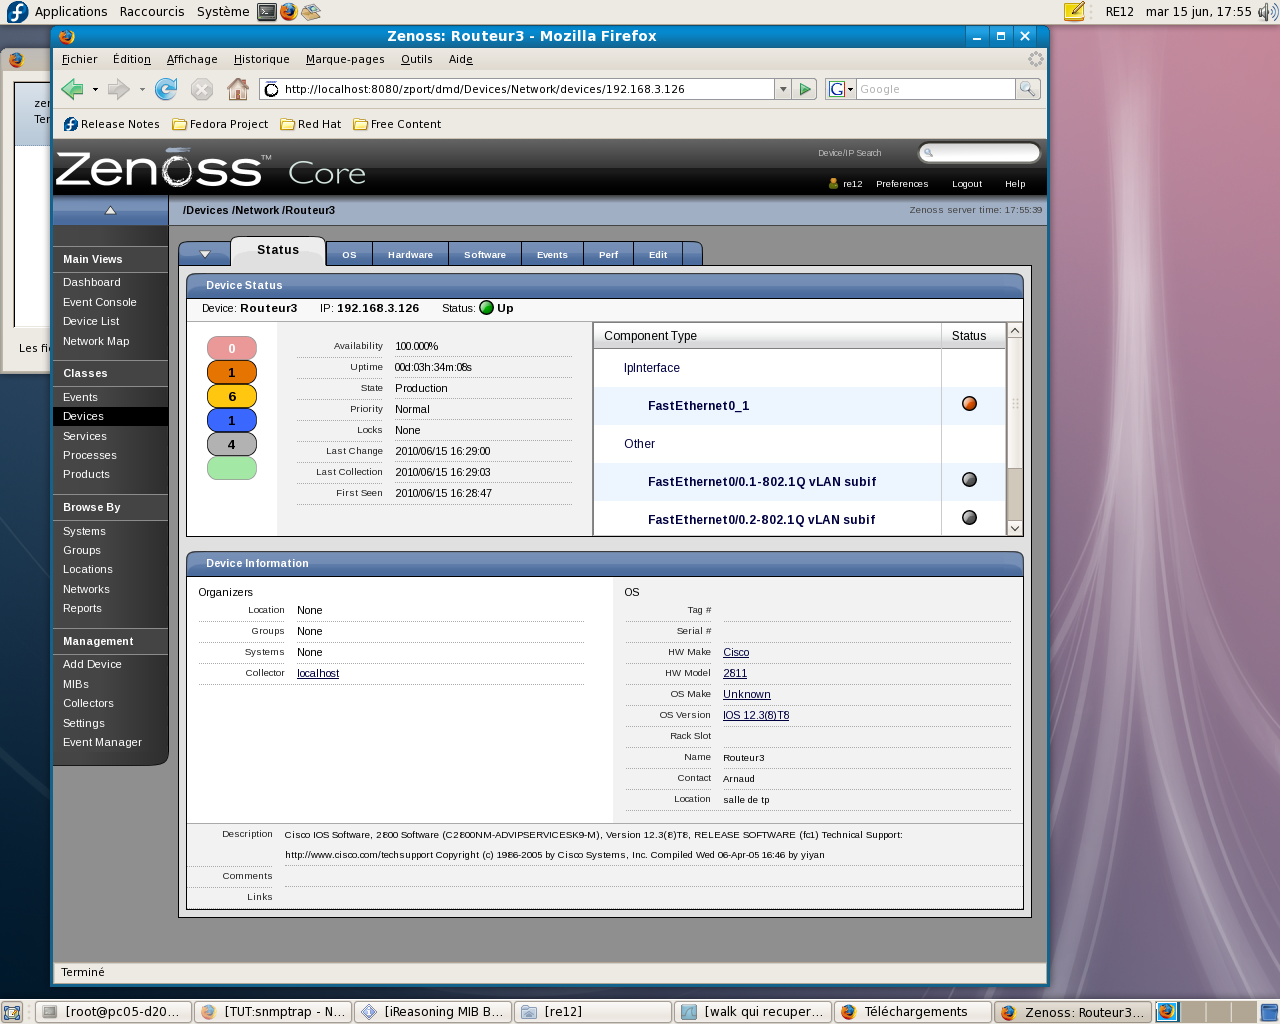 Applications Raccourcis Système
RE12 mar 15 jun, 17:55
Zenoss: Routeur3 - Mozilla Firefox
Fichier Édition Affichage Historique Marque-pages Outils Aide
http://localhost:8080/zport/dmd/Devices/Network/devices/192.168.3.126
G Google
Release Notes Fedora Project Red Hat Free Content
zen
Ter
Les fi
Zenoss™ Core
Device/IP Search
re12 Preferences Logout Help
/Devices /Network /Routeur3
Zenoss server time: 17:55:39
Main Views
Dashboard
Event Console
Device List
Network Map
Classes
Events
Devices
Services
Processes
Products
Browse By
Systems
Groups
Locations
Networks
Reports
Management
Add Device
MIBs
Collectors
Settings
Event Manager
Status OS Hardware Software Events Perf Edit
Device Status
Device: Routeur3 IP: 192.168.3.126 Status: Up
0
1
6
1
4
Availability 100.000%
Uptime 00d:03h:34m:08s
State Production
Priority Normal
Locks None
Last Change 2010/06/15 16:29:00
Last Collection 2010/06/15 16:29:03
First Seen 2010/06/15 16:28:47
Component Type Status
IpInterface
FastEthernet0_1
Other
FastEthernet0/0.1-802.1Q vLAN subif
FastEthernet0/0.2-802.1Q vLAN subif
Device Information
Organizers
Location None
Groups None
Systems None
Collector localhost
OS
Tag #
Serial #
HW Make Cisco
HW Model 2811
OS Make Unknown
OS Version IOS 12.3(8)T8
Rack Slot
Name Routeur3
Contact Arnaud
Location salle de tp
Description Cisco IOS Software, 2800 Software (C2800NM-ADVIPSERVICESK9-M), Version 12.3(8)T8, RELEASE SOFTWARE (fc1) Technical Support:
http://www.cisco.com/techsupport Copyright (c) 1986-2005 by Cisco Systems, Inc. Compiled Wed 06-Apr-05 16:46 by yiyan
Comments
Links
Terminé
[root@pc05-d20... [TUT:snmptrap - N... [iReasoning MIB B... [re12] [walk qui recuper... Téléchargements Zenoss: Routeur3...